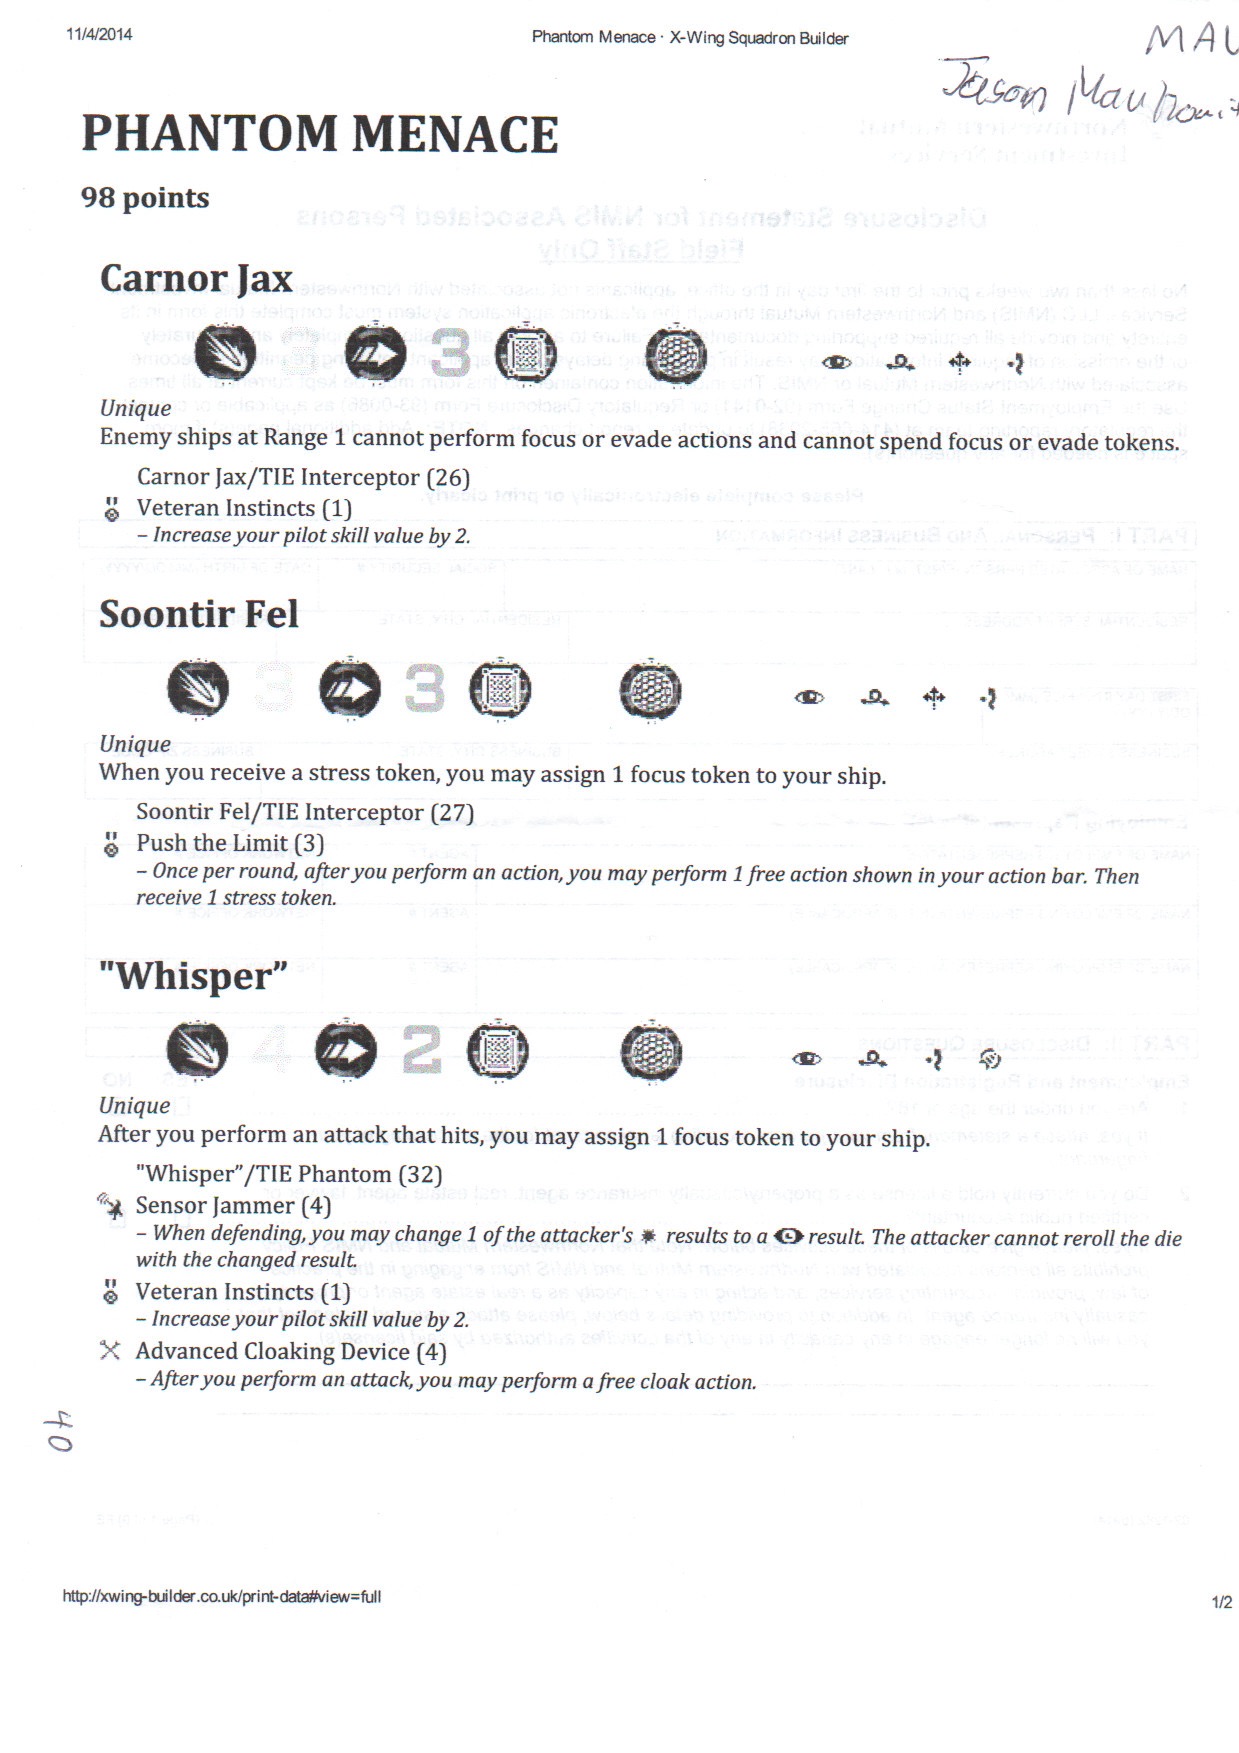 11/4/2014
Phantom Menace · X-Wing Squadron Builder
MAU
Jason
PHANTOM MENACE
98 points
Carnor Jax
3 3
Unique
Enemy ships at Range 1 cannot perform focus or evade actions and cannot spend focus or evade tokens.
Carnor Jax/TIE Interceptor (26)
Veteran Instincts (1)
– Increase your pilot skill value by 2.
Soontir Fel
3 3
Unique
When you receive a stress token, you may assign 1 focus token to your ship.
Soontir Fel/TIE Interceptor (27)
Push the Limit (3)
– Once per round, after you perform an action, you may perform 1 free action shown in your action bar. Then
receive 1 stress token.
"Whisper”
4 2
Unique
After you perform an attack that hits, you may assign 1 focus token to your ship.
"Whisper”/TIE Phantom (32)
Sensor Jammer (4)
– When defending, you may change 1 of the attacker's results to a result. The attacker cannot reroll the die
with the changed result.
Veteran Instincts (1)
– Increase your pilot skill value by 2.
Advanced Cloaking Device (4)
– After you perform an attack, you may perform a free cloak action.
40
http://xwing-builder.co.uk/print-data#view=full
1/2